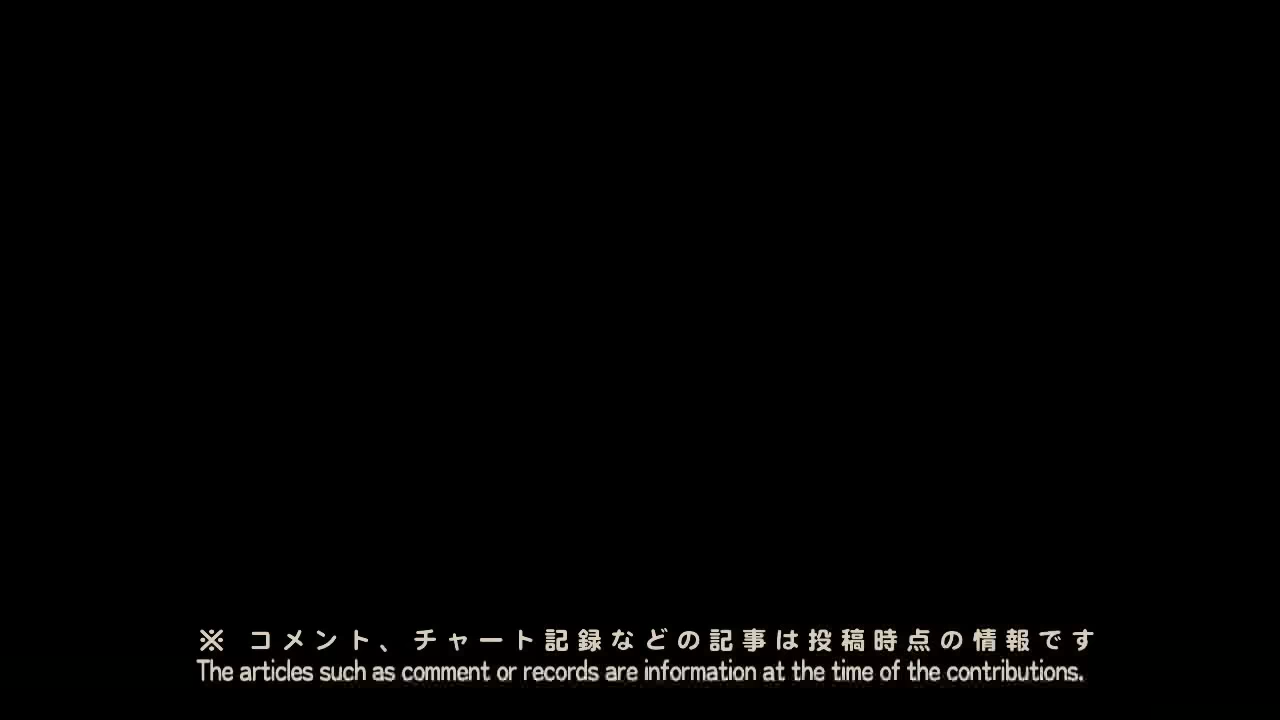 ※ コメント、チャート記録などの記事は投稿時点の情報です
The articles such as comment or records are information at the time of the contributions.